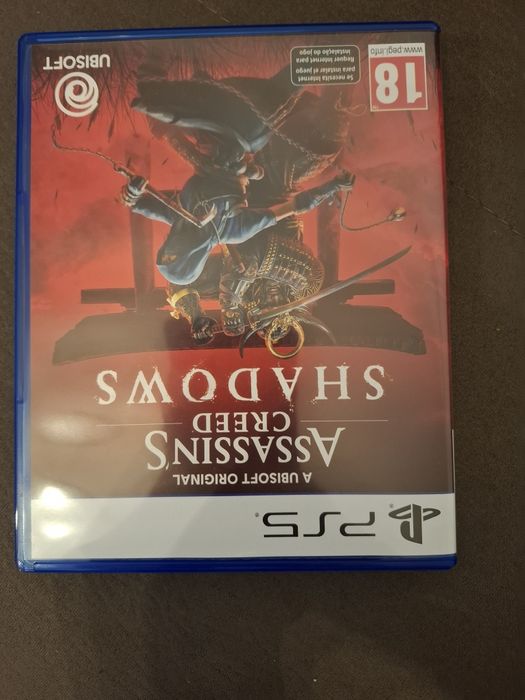 PS5
A UBISOFT ORIGINAL
ASSASSIN'S
CREED
SHADOWS
18
www.pegi.info
Se necesita Internet
para instalar el juego
Requer Internet para
instalação do jogo
UBISOFT